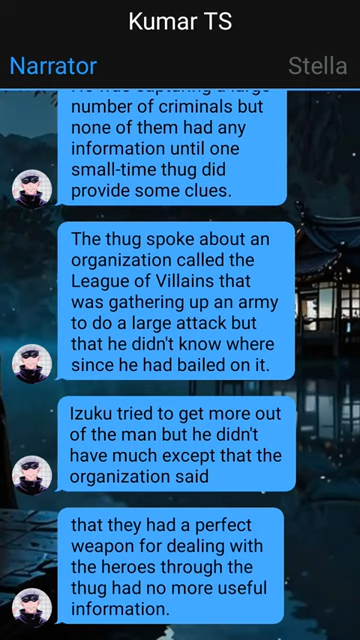 Kumar TS
Narrator
Stella
He was capturing a large
number of criminals but
none of them had any
information until one
small-time thug did
provide some clues.
The thug spoke about an
organization called the
League of Villains that
was gathering up an army
to do a large attack but
that he didn't know where
since he had bailed on it.
Izuku tried to get more out
of the man but he didn't
have much except that the
organization said
that they had a perfect
weapon for dealing with
the heroes through the
thug had no more useful
information.